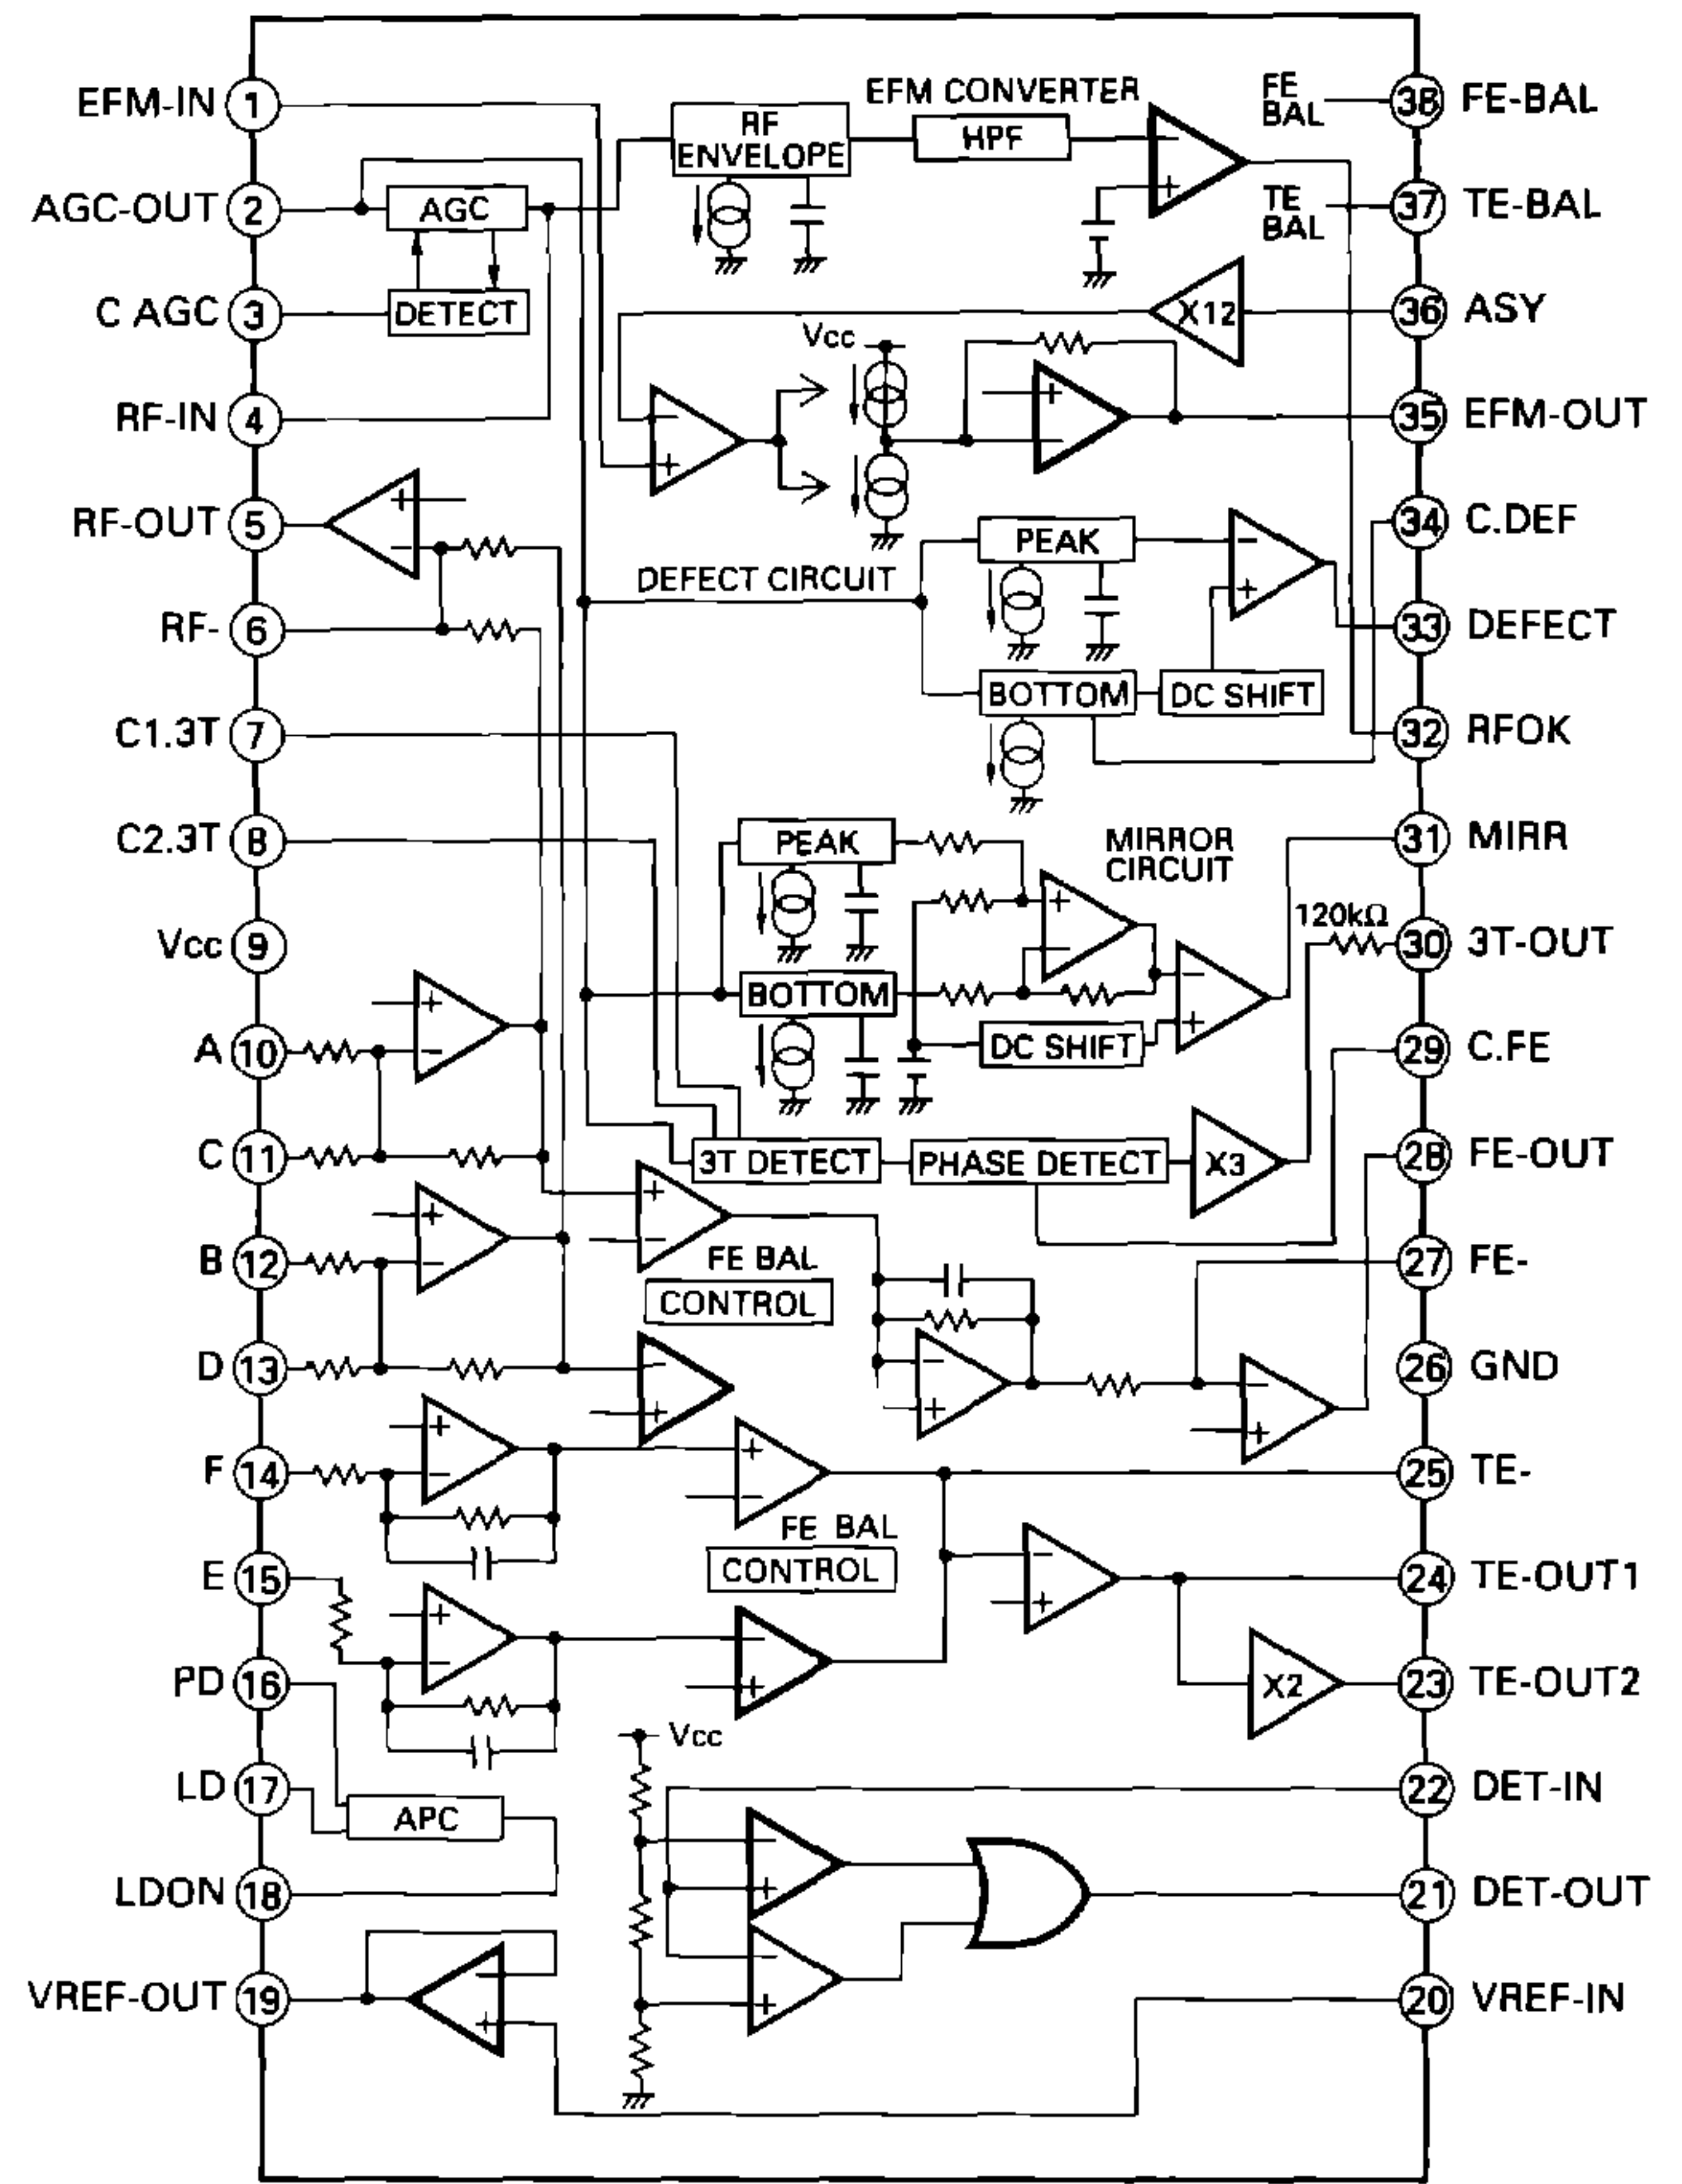 EFM-IN 1
AGC-OUT 2
C AGC 3
RF-IN 4
RF-OUT 5
RF- 6
C1.3T 7
C2.3T 8
Vcc 9
A 10
C 11
B 12
D 13
F 14
E 15
PD 16
LD 17
LDON 18
VREF-OUT 19
AGC
DETECT
RF
ENVELOPE
EFM CONVERTER
HPF
-
+
FE
BAL
TE
BAL
X12
Vcc
-
+
+
-
+
-
DEFECT CIRCUIT
PEAK
-
+
BOTTOM
DC SHIFT
PEAK
MIRROR
CIRCUIT
+
-
BOTTOM
-
+
DC SHIFT
120kΩ
+
-
3T DETECT
PHASE DETECT
X3
+
-
+
-
FE BAL
CONTROL
-
+
-
+
-
+
+
-
+
-
FE BAL
CONTROL
-
+
+
-
-
+
X2
Vcc
APC
-
+
-
+
-
+
38 FE-BAL
37 TE-BAL
36 ASY
35 EFM-OUT
34 C.DEF
33 DEFECT
32 RFOK
31 MIRR
30 3T-OUT
29 C.FE
28 FE-OUT
27 FE-
26 GND
25 TE-
24 TE-OUT1
23 TE-OUT2
22 DET-IN
21 DET-OUT
20 VREF-IN